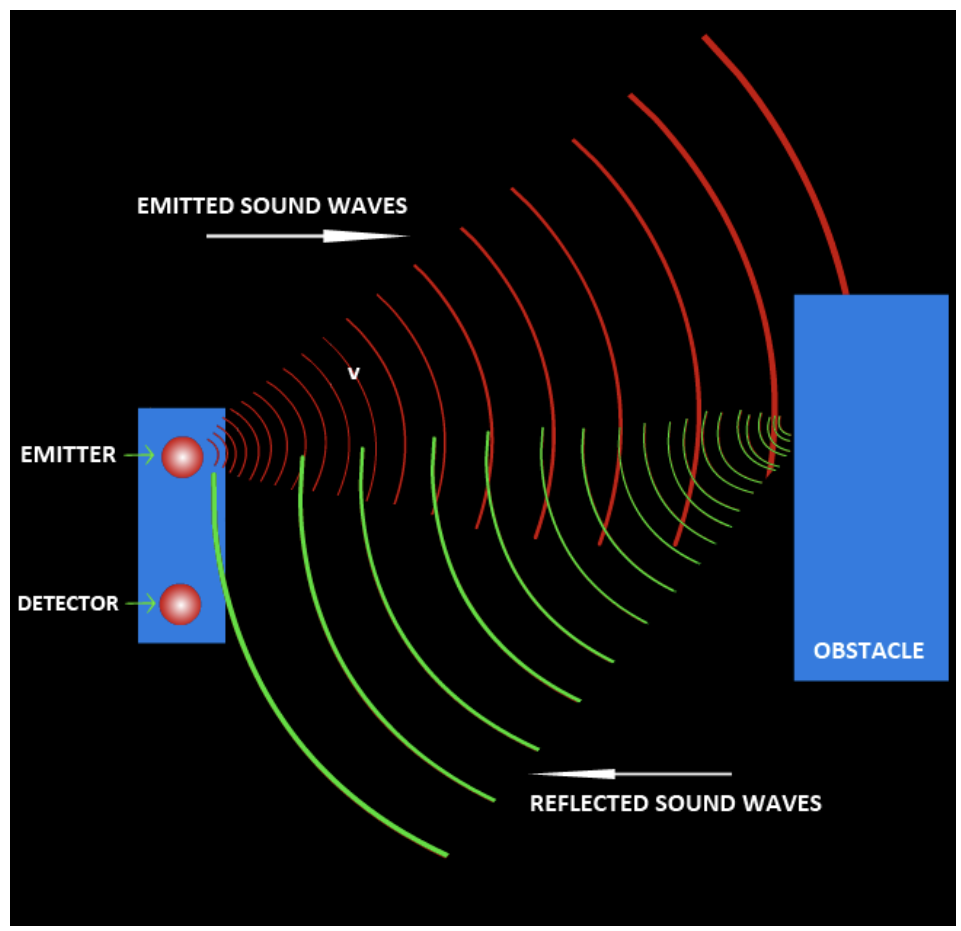 EMITTED SOUND WAVES
v
EMITTER
DETECTOR
OBSTACLE
REFLECTED SOUND WAVES